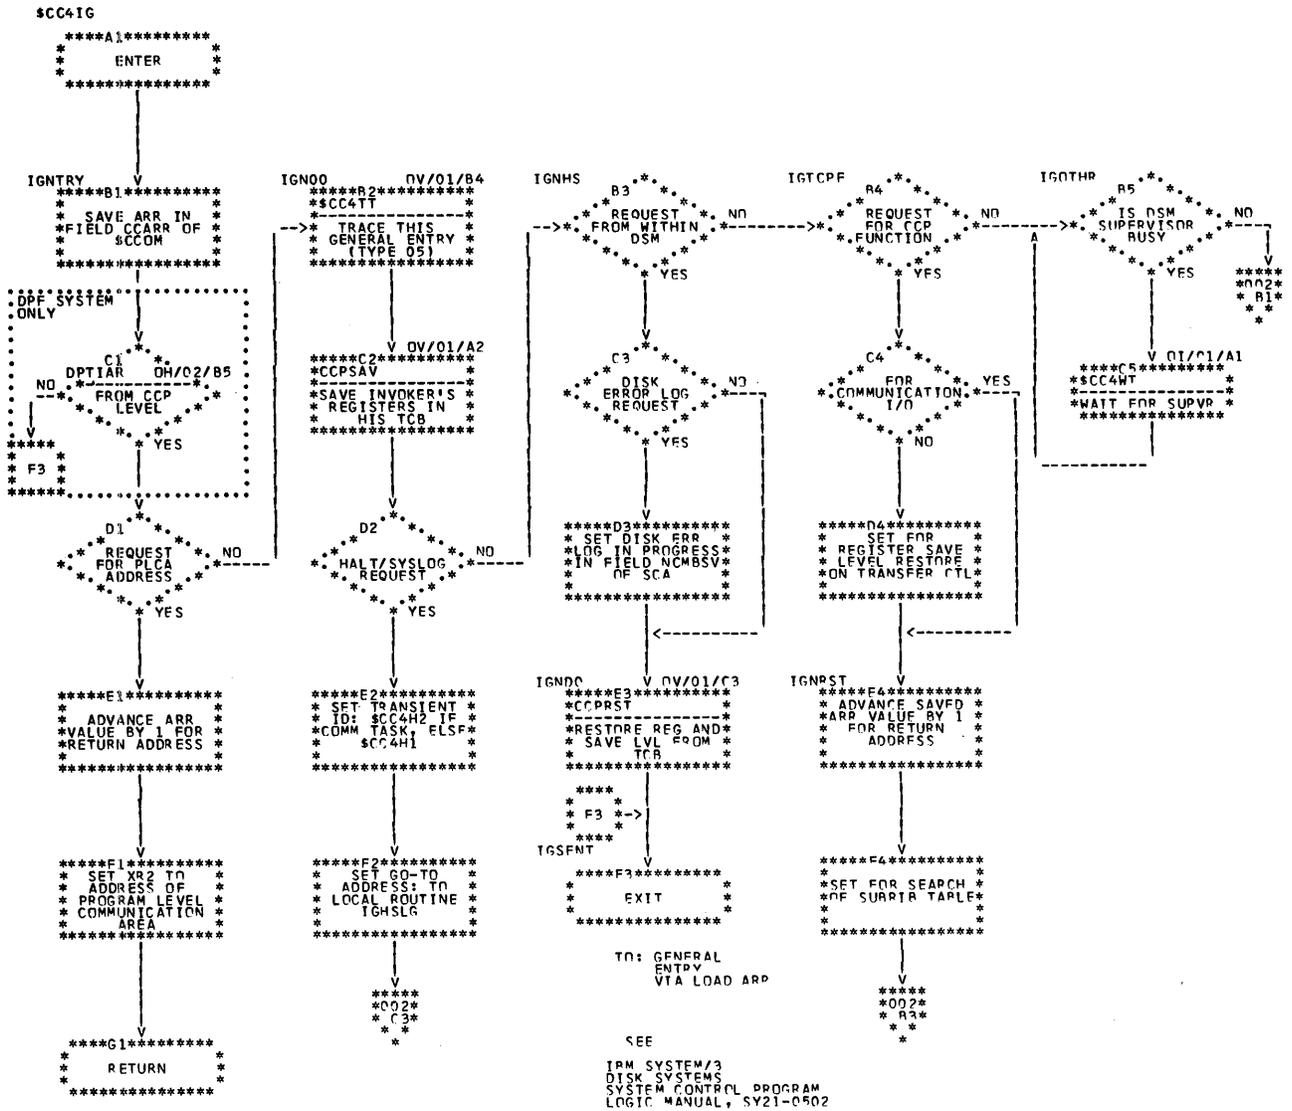 $CC4IG
A1
ENTER
IGNTRY
B1
SAVE ARR IN
FIELD CCARR OF
$CCOM
DPF SYSTEM
ONLY
C1
DPTIAR DH/02/B5
FROM CCP
LEVEL
NO
YES
F3
D1
REQUEST
FOR PLCA
ADDRESS
NO
YES
E1
ADVANCE ARR
VALUE BY 1 FOR
RETURN ADDRESS
F1
SET XR2 TO
ADDRESS OF
PROGRAM LEVEL
COMMUNICATION
AREA
G1
RETURN
IGNOO DV/01/B4
B2
$CC4TT
TRACE THIS
GENERAL ENTRY
(TYPE 05)
DV/01/A2
C2
CCPSAV
SAVE INVOKER'S
REGISTERS IN
HIS TCB
D2
HALT/SYSLOG
REQUEST
NO
YES
E2
SET TRANSIENT
ID: $CC4H2 IF
COMM TASK, ELSE
$CC4H1
F2
SET GO-TO
ADDRESS: TO
LOCAL ROUTINE
IGHSLG
002
C3
IGNHS
B3
REQUEST
FROM WITHIN
DSM
NO
YES
C3
DISK
ERROR LOG
REQUEST
NO
YES
D3
SET DISK ERR
LOG IN PROGRESS
IN FIELD NCMBSV
OF SCA
IGNDO DV/01/C3
E3
CCPRST
RESTORE REG AND
SAVE LVL FROM
TCB
F3
IGSENT
F3
EXIT
TO: GENERAL
ENTRY
VIA LOAD ARR
SEE
IBM SYSTEM/3
DISK SYSTEMS
SYSTEM CONTROL PROGRAM
LOGIC MANUAL, SY21-0502
IGTCPF
B4
REQUEST
FOR CCP
FUNCTION
NO
YES
C4
FOR
COMMUNICATION
I/O
YES
NO
D4
SET FOR
REGISTER SAVE
LEVEL RESTORE
ON TRANSFER CTL
IGNRST
E4
ADVANCE SAVED
ARR VALUE BY 1
FOR RETURN
ADDRESS
F4
SET FOR SEARCH
OF SUBRIB TABLE
002
B3
IGOTHR
B5
IS DSM
SUPERVISOR
BUSY
NO
YES
002
B1
DI/01/A1
C5
$CC4WT
WAIT FOR SUPVR